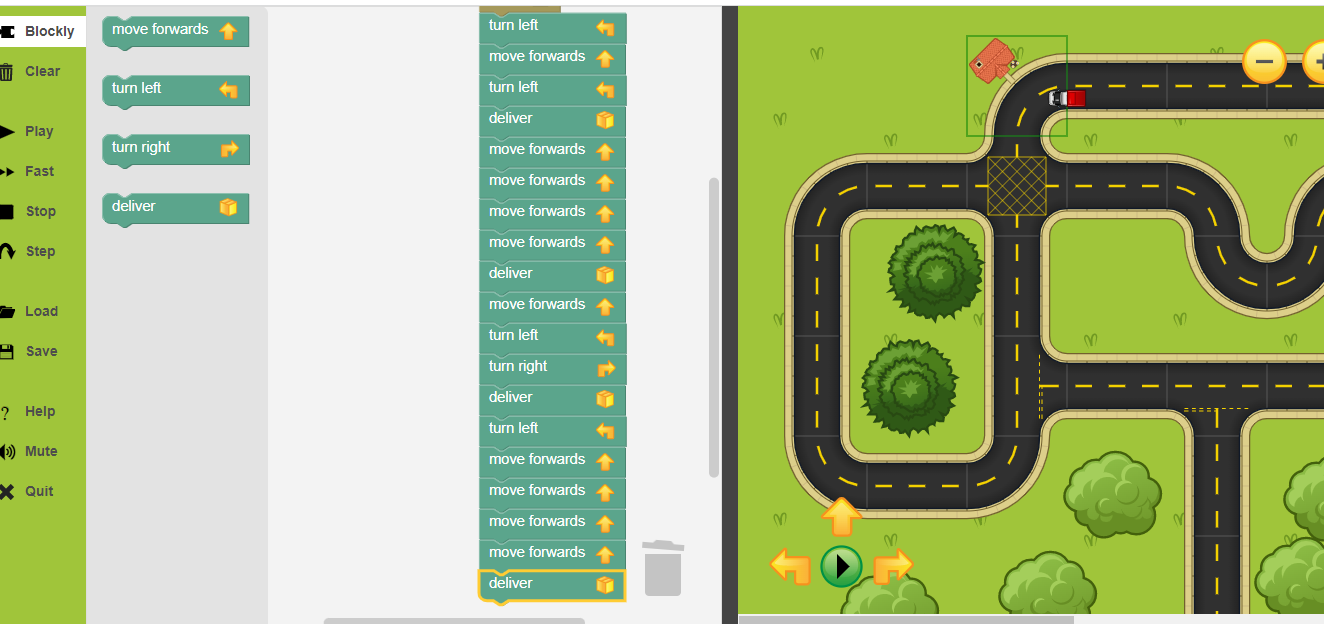 Blockly
Clear
Play
Fast
Stop
Step
Load
Save
Help
Mute
Quit
move forwards
turn left
turn right
deliver
turn left
move forwards
turn left
deliver
move forwards
move forwards
move forwards
move forwards
deliver
move forwards
turn left
turn right
deliver
turn left
move forwards
move forwards
move forwards
move forwards
deliver